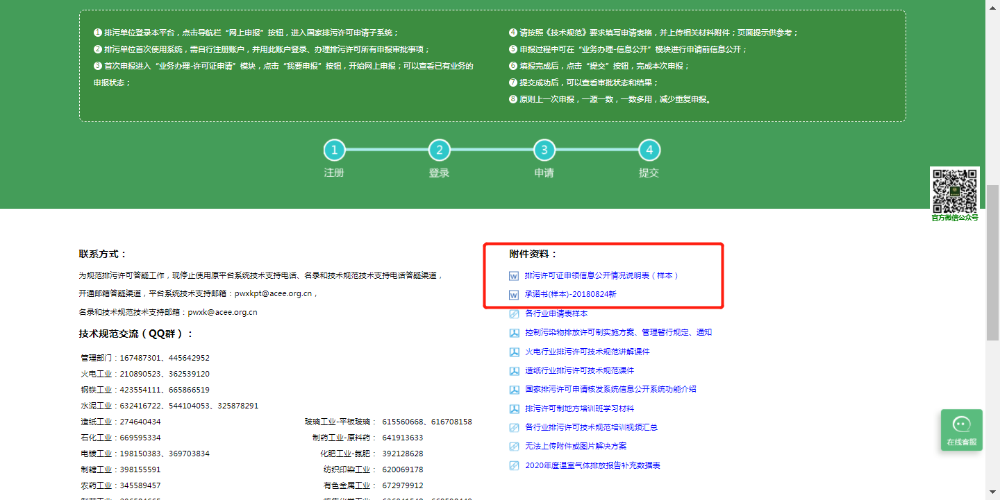 ① 排污单位登录本平台，点击导航栏“网上申报”按钮，进入国家排污许可申请子系统；
② 排污单位首次使用系统，需自行注册账户，并用此账户登录、办理排污许可所有申报审批事项；
③ 首次申报进入“业务办理-许可证申请”模块，点击“我要申报”按钮，开始网上申报；可以查看已有业务的
申报状态；
④ 请按照《技术规范》要求填写申请表格，并上传相关材料附件；页面提示供参考；
⑤ 申报过程中可在“业务办理-信息公开”模块进行申请前信息公开；
⑥ 填报完成后，点击“提交”按钮，完成本次申报；
⑦ 提交成功后，可以查看审批状态和结果；
⑧ 原则上一次申报，一源一数，一数多用，减少重复申报。
1 2 3 4
注册 登录 申请 提交
官方微信公众号
联系方式：
为规范排污许可答疑工作，现停止使用原平台系统技术支持电话、名录和技术规范技术支持电话答疑渠道，
开通邮箱答疑渠道，平台系统技术支持邮箱：pwxkpt@acee.org.cn，
名录和技术规范技术支持邮箱：pwxk@acee.org.cn
技术规范交流（QQ群）：
管理部门：167487301、445642952
火电工业：210890523、362539120
钢铁工业：423554111、665866519
水泥工业：632416722、544104053、325878291
造纸工业：274640434 玻璃工业-平板玻璃： 615560668、616708158
石化工业：669595334 制药工业-原料药： 641913633
电镀工业：198150383、369703834 化肥工业-氮肥： 392128628
制糖工业：398155591 纺织印染工业： 620069178
农药工业：345589457 有色金属工业： 672979912
附件资料：
排污许可证申领信息公开情况说明表（样本）
承诺书(样本)-20180824新
各行业申请表样本
控制污染物排放许可制实施方案、管理暂行规定、通知
火电行业排污许可技术规范讲解课件
造纸行业排污许可技术规范课件
国家排污许可申请核发系统信息公开系统功能介绍
排污许可制地方培训班学习材料
各行业排污许可技术规范培训视频汇总
无法上传附件或图片解决方案
2020年度温室气体排放报告补充数据表
在线客服